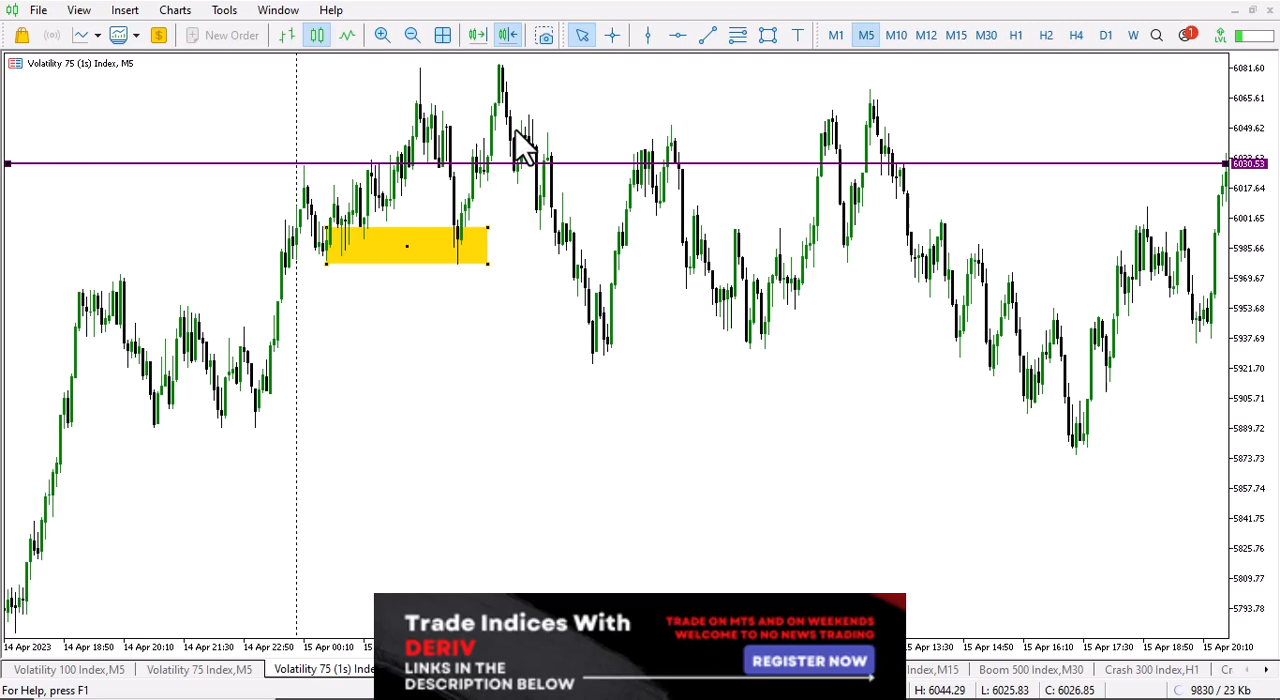 File View Insert Charts Tools Window Help
New Order M1 M5 M10 M12 M15 M30 H1 H2 H4 D1 W 1 LVL
Volatility 75 (1s) Index, M5
6081.60
6065.61
6049.62
6030.53
6017.64
6001.65
5985.66
5969.67
5953.68
5937.69
5921.70
5905.71
5889.72
5873.73
5857.74
5841.75
5825.76
5809.77
5793.78
14 Apr 2023 14 Apr 18:50 14 Apr 20:10 14 Apr 21:30 14 Apr 22:50 15 Apr 00:10 Apr 13:30 15 Apr 14:50 15 Apr 16:10 15 Apr 17:30 15 Apr 18:50 15 Apr 20:10
Trade Indices With
DERIV
LINKS IN THE
DESCRIPTION BELOW
TRADE ON MT5 AND ON WEEKENDS
WELCOME TO NO NEWS TRADING
REGISTER NOW
Volatility 100 Index,M5 Volatility 75 Index,M5 Volatility 75 (1s) Inde Index,M15 Boom 500 Index,M30 Crash 300 Index,H1 Cr
For Help, press F1 H: 6044.29 L: 6025.83 C: 6026.85 9830 / 23 Kb